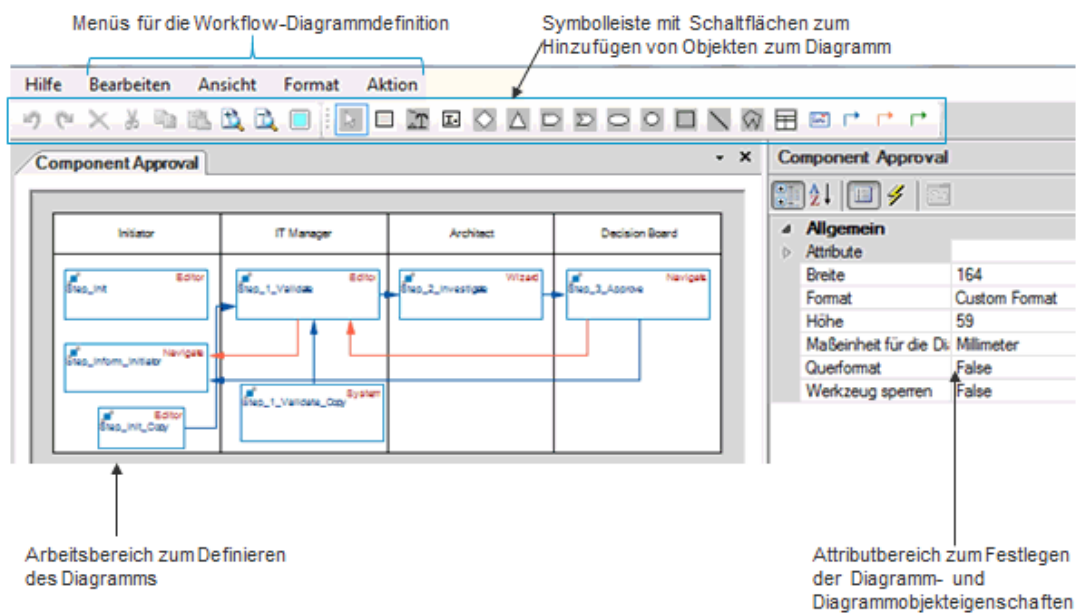 Menüs für die Workflow-Diagrammdefinition
Symbolleiste mit Schaltflächen zum
Hinzufügen von Objekten zum Diagramm
Hilfe Bearbeiten Ansicht Format Aktion
Component Approval
Component Approval
Initiator IT Manager Architect Decision Board
Editor
Step_Init
Editor
Step_1_Validate
Wizard
Step_2_Investigate
Navigate
Step_3_Approve
Navigate
Step_Inform_Initiator
System
Step_1_Validate_Copy
Editor
Step_Init_Copy
Allgemein
Attribute
Breite 164
Format Custom Format
Höhe 59
Maßeinheit für die Di Millimeter
Querformat False
Werkzeug sperren False
Arbeitsbereich zum Definieren
des Diagramms
Attributbereich zum Festlegen
der Diagramm- und
Diagrammobjekteigenschaften